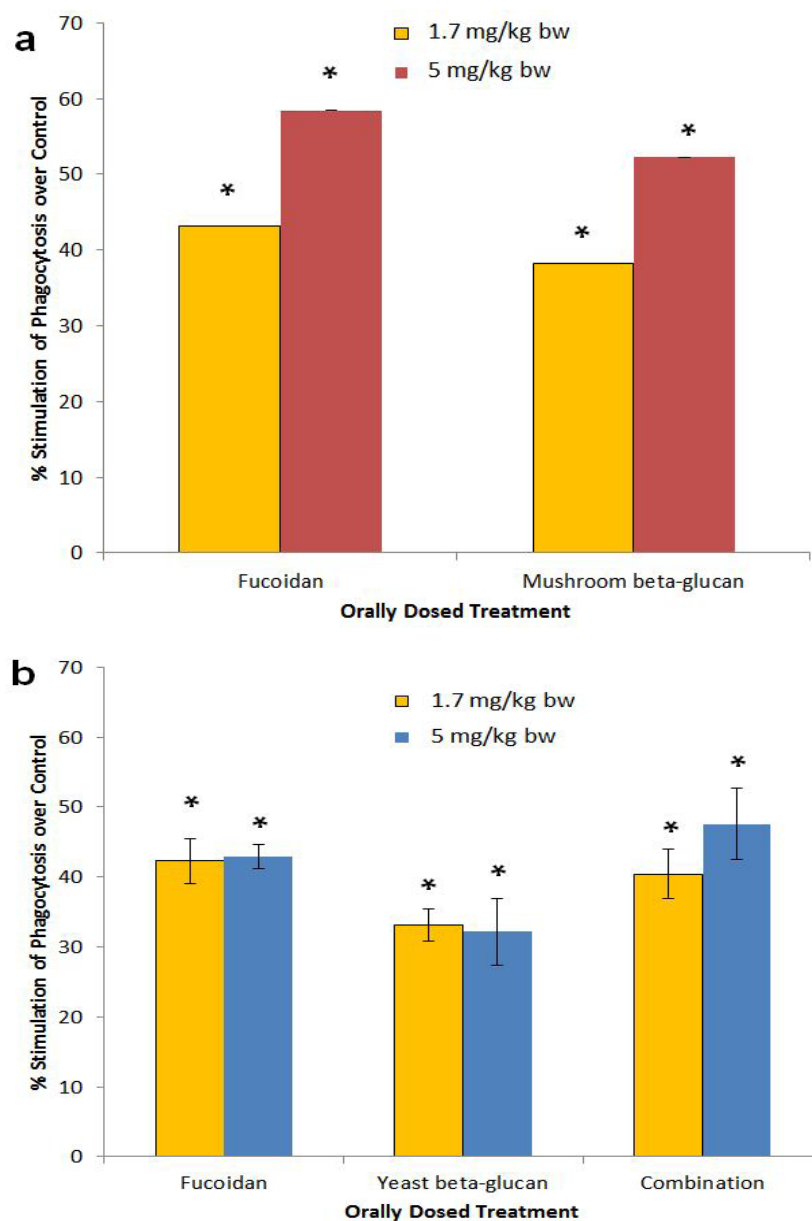 a
% Stimulation of Phagocytosis over Control
70
60
50
40
30
20
10
0
1.7 mg/kg bw
5 mg/kg bw
*
*
*
*
Fucoidan Mushroom beta-glucan
Orally Dosed Treatment
b
% Stimulation of Phagocytosis over Control
70
60
50
40
30
20
10
0
1.7 mg/kg bw
5 mg/kg bw
*
*
*
*
*
*
Fucoidan Yeast beta-glucan Combination
Orally Dosed Treatment